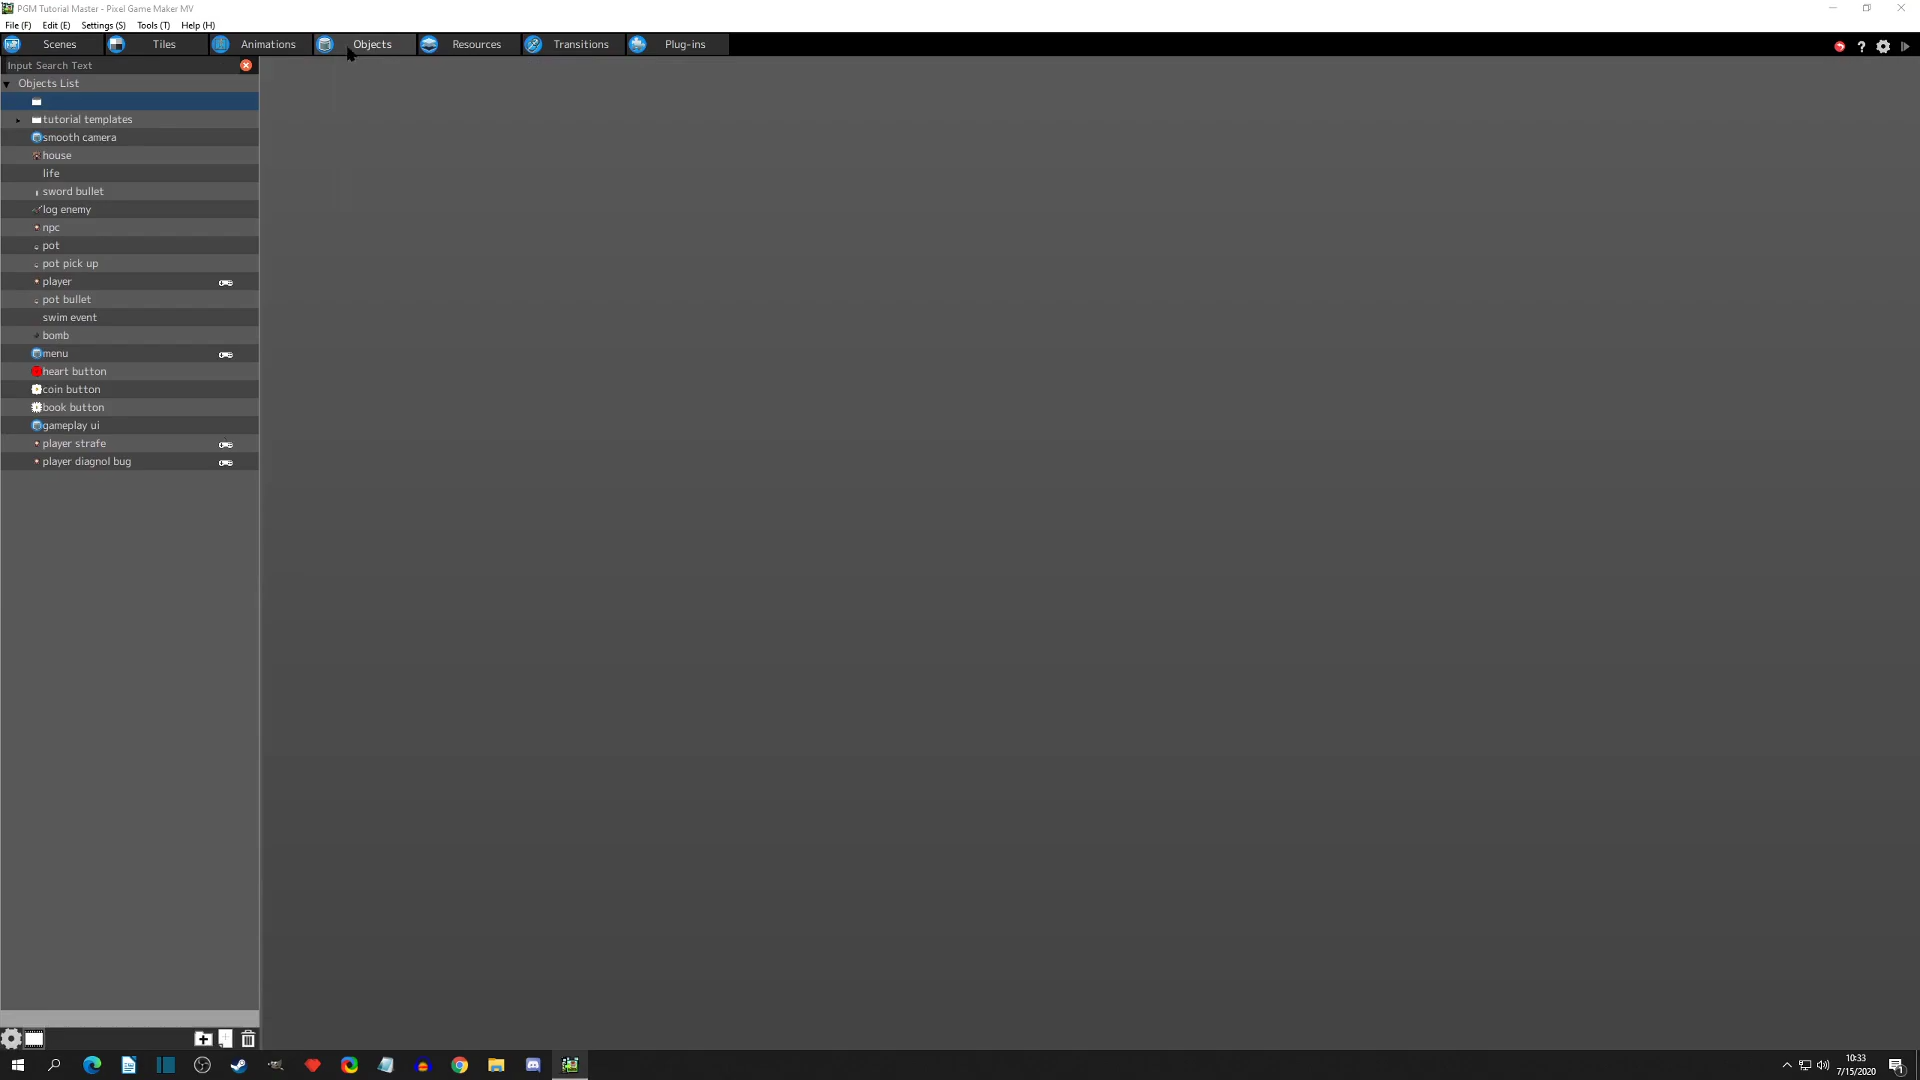 PGM Tutorial Master - Pixel Game Maker MV
File (F) Edit (E) Settings (S) Tools (T) Help (H)
Scenes Tiles Animations Objects Resources Transitions Plug-ins
?
Input Search Text
Objects List
tutorial templates
smooth camera
house
life
sword bullet
log enemy
npc
pot
pot pick up
player
pot bullet
swim event
bomb
menu
heart button
coin button
book button
gameplay ui
player strafe
player diagnol bug
10:33
7/15/2020
1